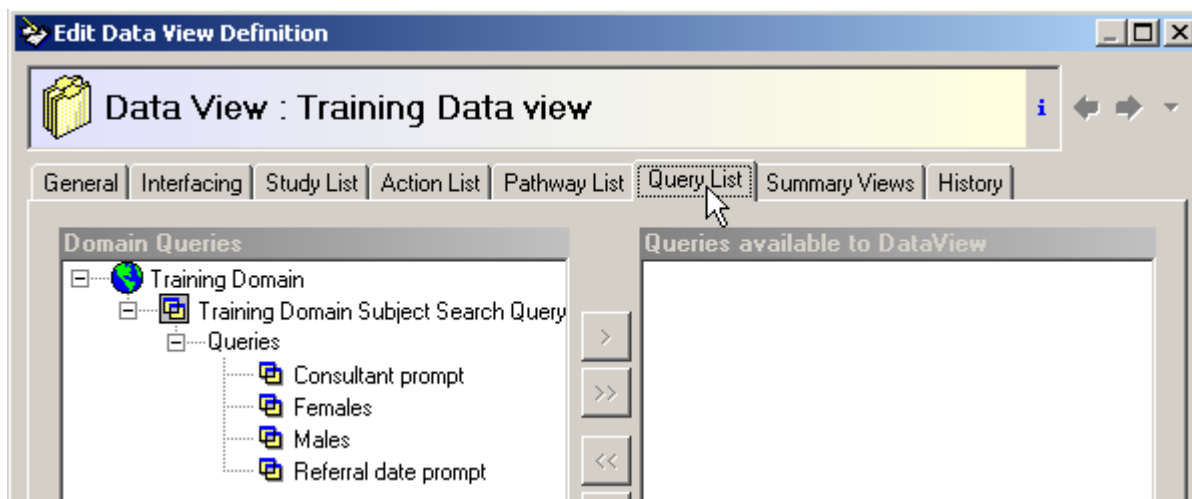 Edit Data View Definition
Data View : Training Data view
i
General Interfacing Study List Action List Pathway List Query List Summary Views History
Domain Queries
Training Domain
Training Domain Subject Search Query
Queries
Consultant prompt
Females
Males
Referral date prompt
>
>>
<<
Queries available to DataView